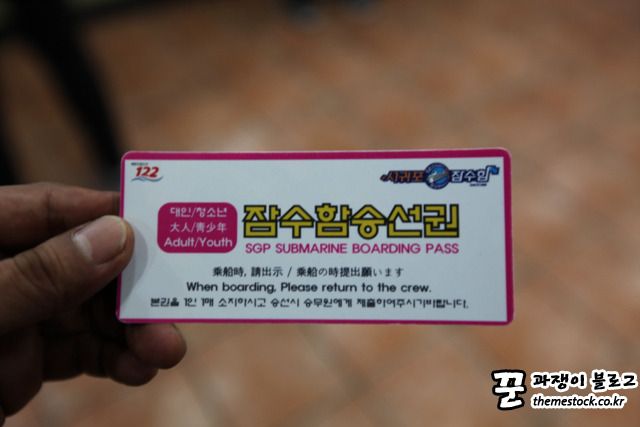 122
서귀포 잠수함
대인/청소년
大人/靑少年
Adult/Youth
잠수함승선권
SGP SUBMARINE BOARDING PASS
乘船時, 請出示 / 乗船の時提出願います
When boarding, Please return to the crew.
본권을 1인 1매 소지하시고 승선시 승무원에게 제출하여주시기바랍니다.
꾼 과쟁이 블로그
themestock.co.kr